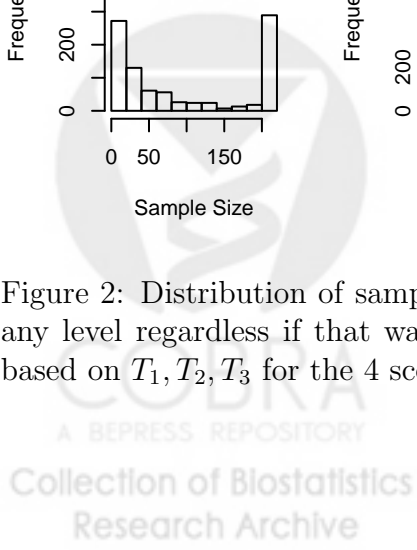 Freque
200
0
0 50 150
Sample Size
Freque
200
0
Figure 2: Distribution of samp
any level regardless if that wa
based on T₁, T₂, T₃ for the 4 sc
COBRA
A BEPRESS REPOSITORY
Collection of Biostatistics
Research Archive